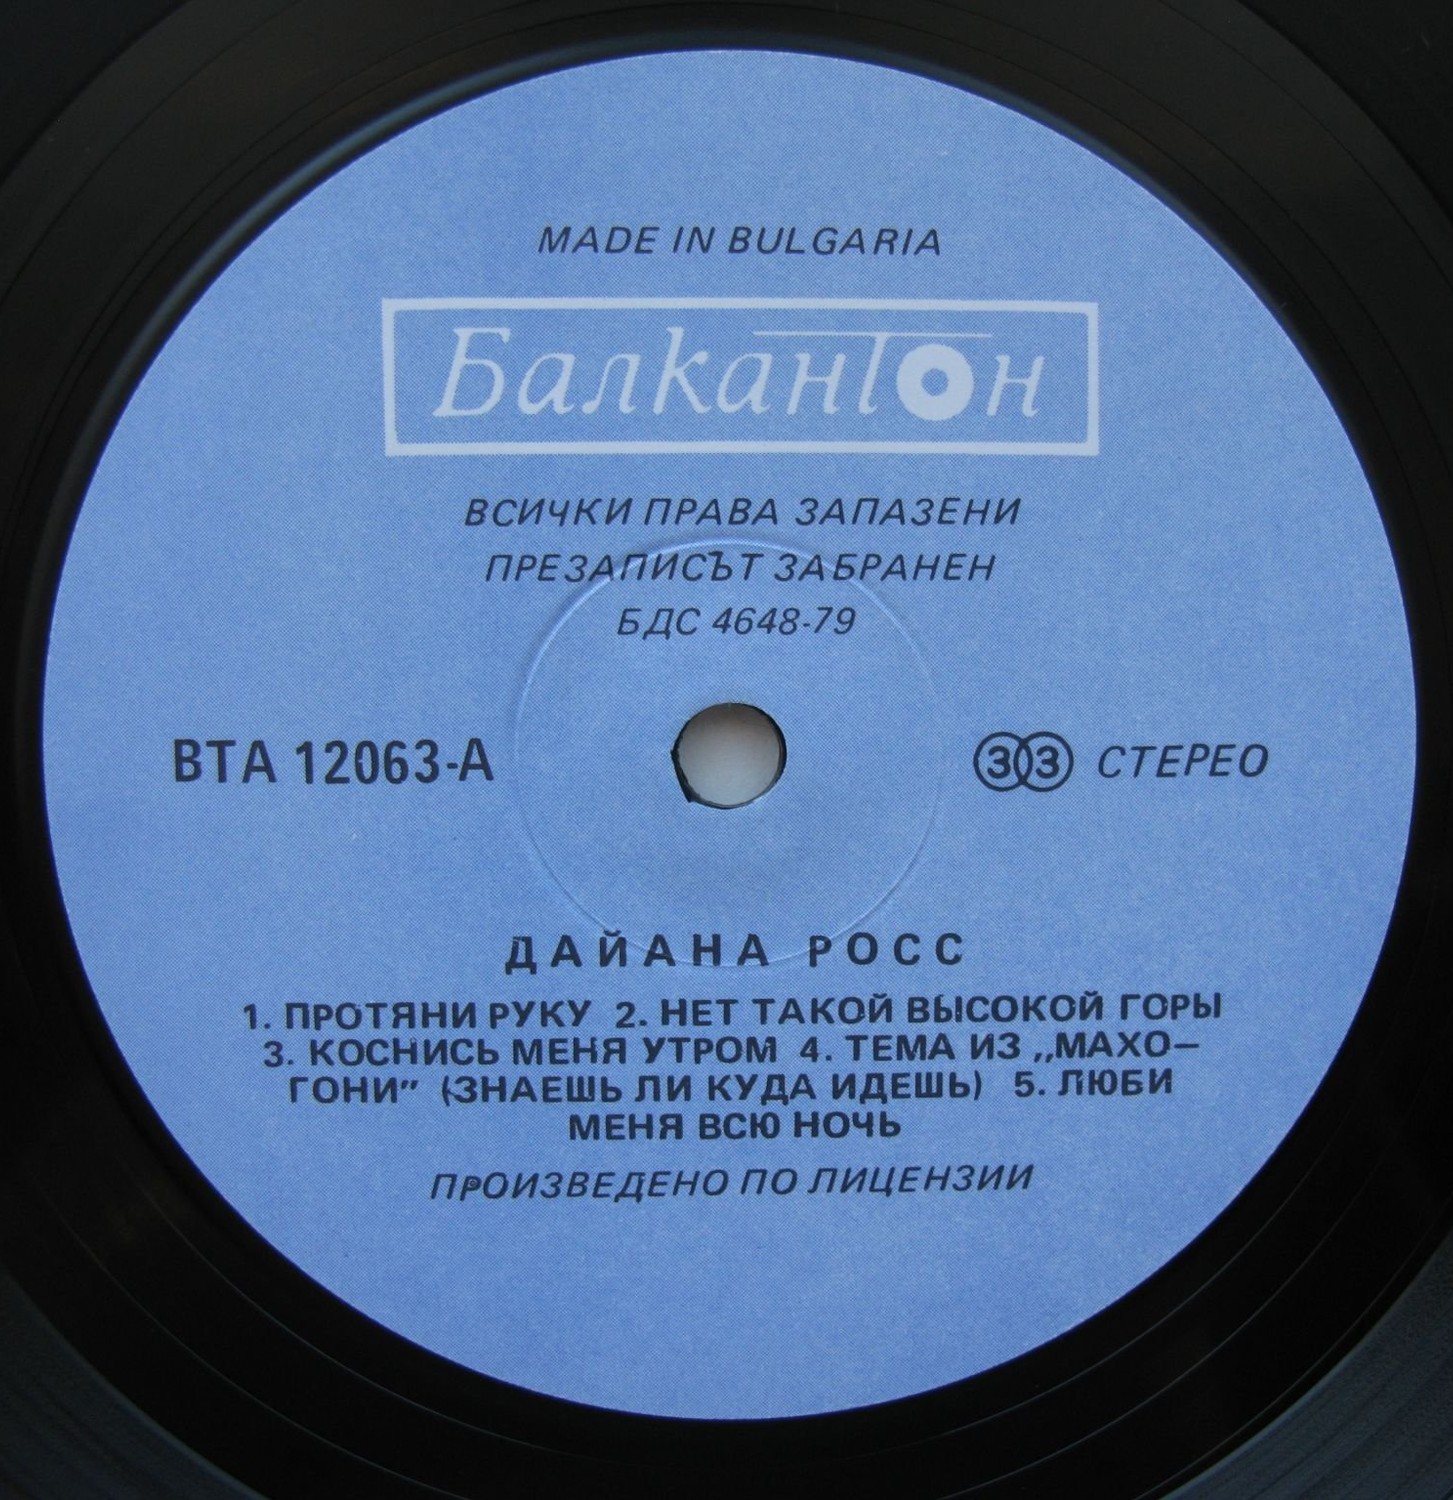 MADE IN BULGARIA
Балкантон
ВСИЧКИ ПРАВА ЗАПАЗЕНИ
ПРЕЗАПИСЪТ ЗАБРАНЕН
БДС 4648-79
ВТА 12063-А
33 СТЕРЕО
ДАЙАНА РОСС
1. ПРОТЯНИ РУКУ 2. НЕТ ТАКОЙ ВЫСОКОЙ ГОРЫ
3. КОСНИСЬ МЕНЯ УТРОМ 4. ТЕМА ИЗ „МАХО—
ГОНИ” (ЗНАЕШЬ ЛИ КУДА ИДЕШЬ) 5. ЛЮБИ
МЕНЯ ВСЮ НОЧЬ
ПРОИЗВЕДЕНО ПО ЛИЦЕНЗИИ